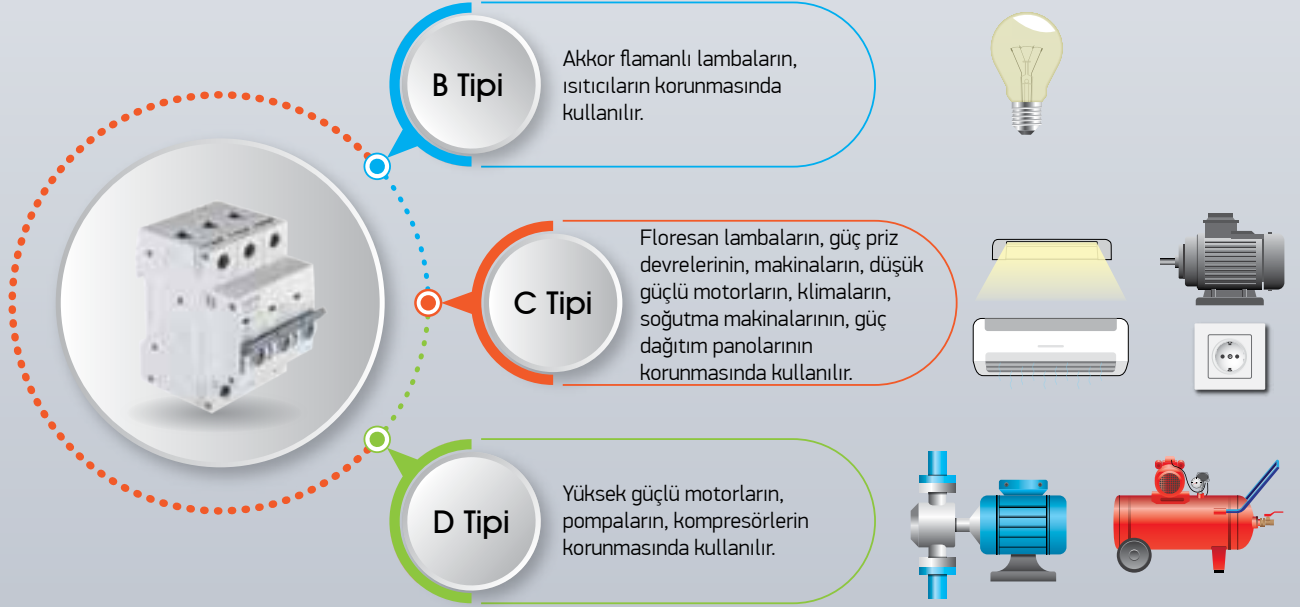 B Tipi
Akkor flamanlı lambaların,
ısıtıcıların korunmasında
kullanılır.
C Tipi
Floresan lambaların, güç priz
devrelerinin, makinaların, düşük
güçlü motorların, klimaların,
soğutma makinalarının, güç
dağıtım panolarının
korunmasında kullanılır.
D Tipi
Yüksek güçlü motorların,
pompaların, kompresörlerin
korunmasında kullanılır.